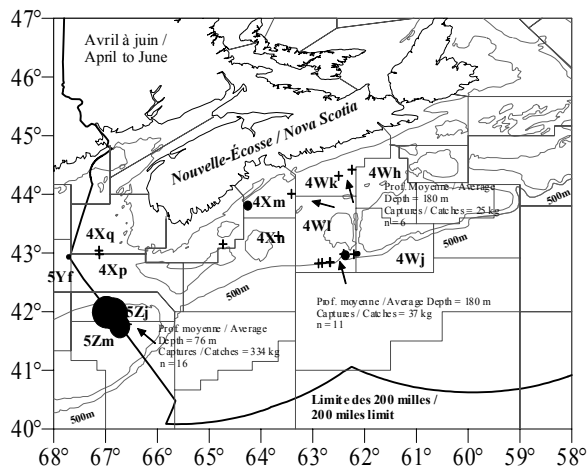 47°
46°
45°
44°
43°
42°
41°
40°
Avril à juin /
April to June
Nouvelle-Écosse / Nova Scotia
4Wk
4Wh
Prof. Moyenne / Average
Depth = 180 m
Captures / Catches = 25 kg
n = 6
4Xm
4Xq
4Xn
4Wl
500m
4Xp
4Wj
5Yf
500m
5Zj
Prof. moyenne / Average Depth = 180 m
Captures / Catches = 37 kg
n = 11
5Zm
Prof. moyenne / Average
Depth = 76 m
Captures / Catches = 334 kg
n = 16
500m
Limite des 200 milles /
200 miles limit
68° 67° 66° 65° 64° 63° 62° 61° 60° 59° 58°